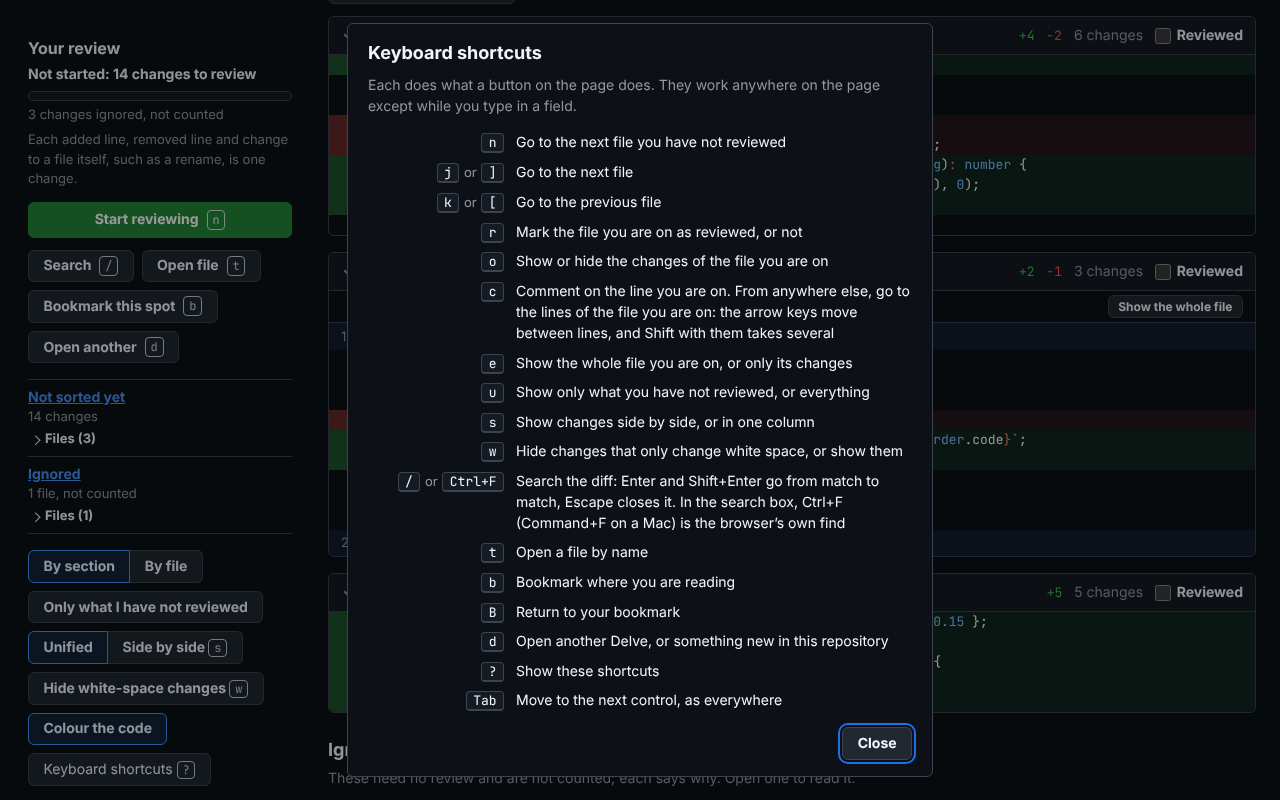 Your review
Not started: 14 changes to review
3 changes ignored, not counted
Each added line, removed line and change
to a file itself, such as a rename, is one
change.
Start reviewing n
Search / Open file t
Bookmark this spot b
Open another d
Not sorted yet
14 changes
Files (3)
Ignored
1 file, not counted
Files (1)
By section By file
Only what I have not reviewed
Unified Side by side s
Hide white-space changes w
Colour the code
Keyboard shortcuts ?
Keyboard shortcuts
Each does what a button on the page does. They work anywhere on the page
except while you type in a field.
n Go to the next file you have not reviewed
j or ] Go to the next file
k or [ Go to the previous file
r Mark the file you are on as reviewed, or not
o Show or hide the changes of the file you are on
c Comment on the line you are on. From anywhere else, go to
the lines of the file you are on: the arrow keys move
between lines, and Shift with them takes several
e Show the whole file you are on, or only its changes
u Show only what you have not reviewed, or everything
s Show changes side by side, or in one column
w Hide changes that only change white space, or show them
/ or Ctrl+F Search the diff: Enter and Shift+Enter go from match to
match, Escape closes it. In the search box, Ctrl+F
(Command+F on a Mac) is the browser’s own find
t Open a file by name
b Bookmark where you are reading
B Return to your bookmark
d Open another Delve, or something new in this repository
? Show these shortcuts
Tab Move to the next control, as everywhere
Close
+4 -2 6 changes Reviewed
;
g): number {
), 0);
+2 -1 3 changes Reviewed
Show the whole file
1
rder.code}`;
2
+5 5 changes Reviewed
0.15 };
{
These need no review and are not counted; each says why. Open one to read it.